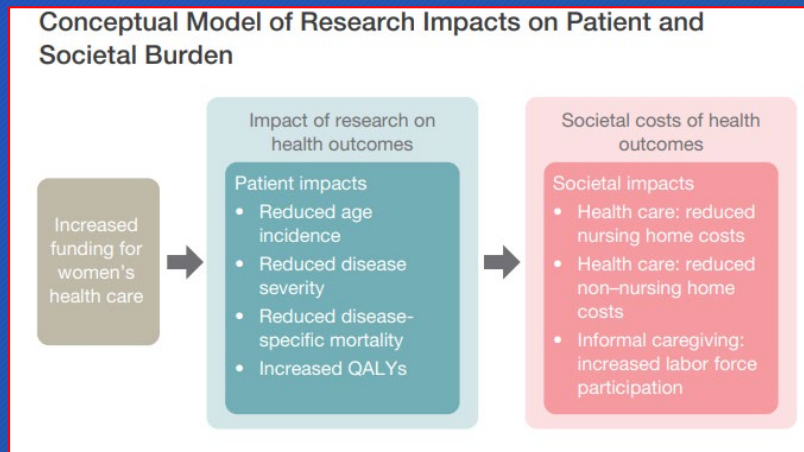 Conceptual Model of Research Impacts on Patient and
Societal Burden
Increased
funding for
women's
health care
Impact of research on
health outcomes
Patient impacts
• Reduced age
incidence
• Reduced disease
severity
• Reduced disease-
specific mortality
• Increased QALYs
Societal costs of health
outcomes
Societal impacts
• Health care: reduced
nursing home costs
• Health care: reduced
non–nursing home
costs
• Informal caregiving:
increased labor force
participation